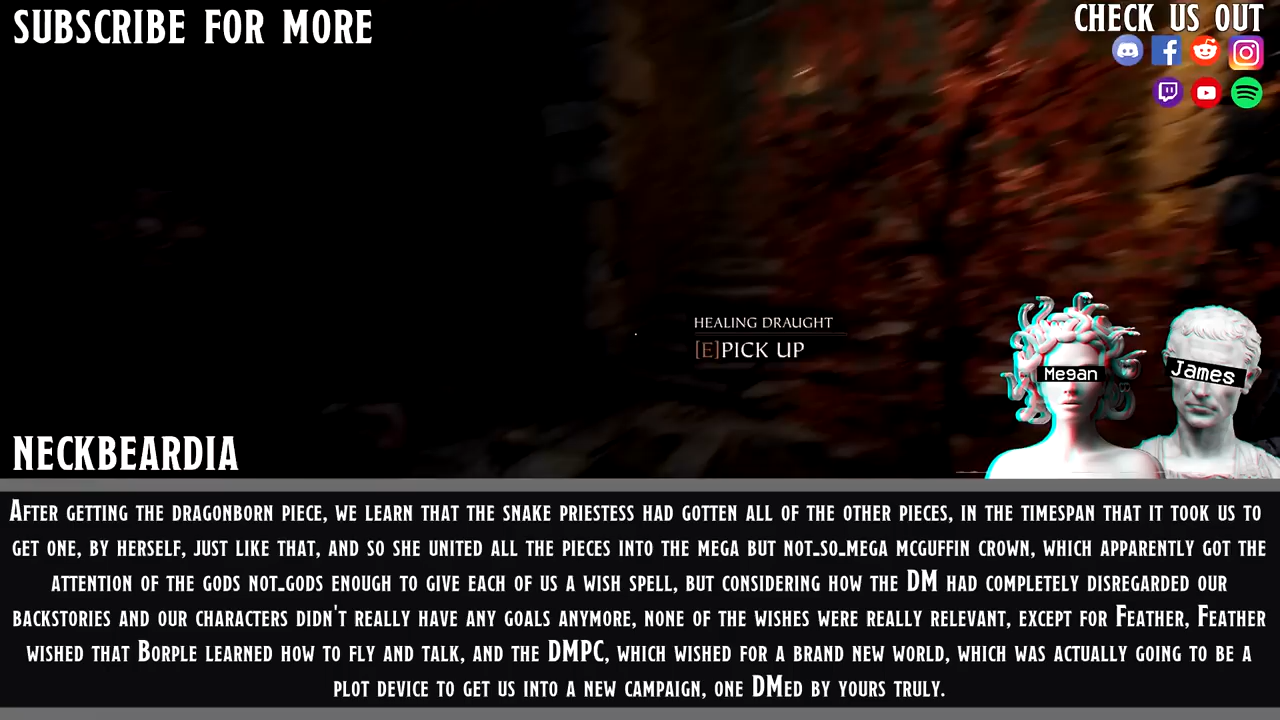 SUBSCRIBE FOR MORE
CHECK US OUT
HEALING DRAUGHT
[E]PICK UP
Megan
James
NECKBEARDIA
After getting the dragonborn piece, we learn that the snake priestess had gotten all of the other pieces, in the timespan that it took us to
get one, by herself, just like that, and so she united all the pieces into the mega but not_so_mega mcguffin crown, which apparently got the
attention of the gods not_gods enough to give each of us a wish spell, but considering how the DM had completely disregarded our
backstories and our characters didn't really have any goals anymore, none of the wishes were really relevant, except for Feather, Feather
wished that Borple learned how to fly and talk, and the DMPC, which wished for a brand new world, which was actually going to be a
plot device to get us into a new campaign, one DMed by yours truly.